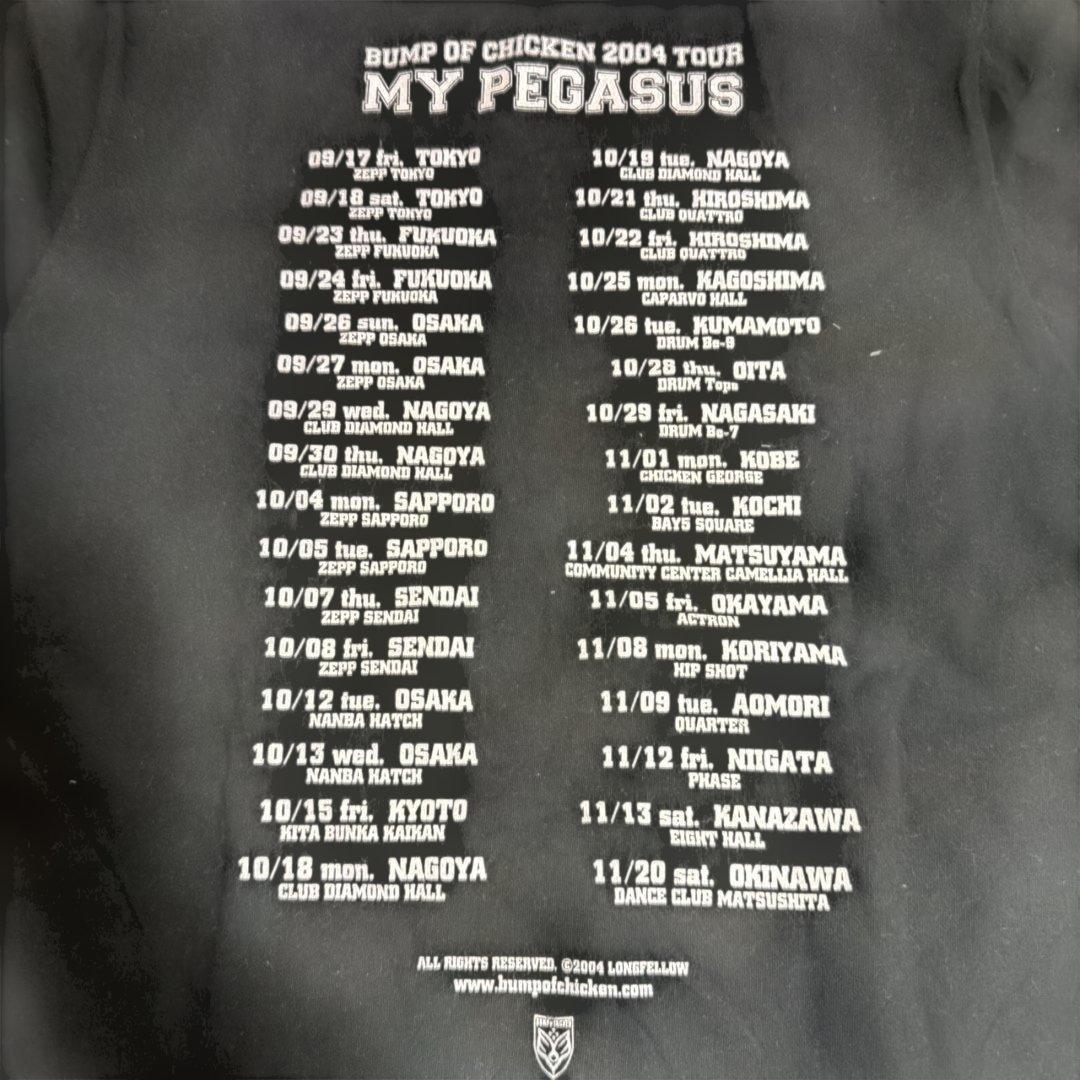 BUMP OF CHICKEN 2004 TOUR
MY PEGASUS
09/17 fri. TOKYO
ZEPP TOKYO
09/18 sat. TOKYO
ZEPP TOKYO
09/23 thu. FUKUOKA
ZEPP FUKUOKA
09/24 fri. FUKUOKA
ZEPP FUKUOKA
09/26 sun. OSAKA
ZEPP OSAKA
09/27 mon. OSAKA
ZEPP OSAKA
09/29 wed. NAGOYA
CLUB DIAMOND HALL
09/30 thu. NAGOYA
CLUB DIAMOND HALL
10/04 mon. SAPPORO
ZEPP SAPPORO
10/05 tue. SAPPORO
ZEPP SAPPORO
10/07 thu. SENDAI
ZEPP SENDAI
10/08 fri. SENDAI
ZEPP SENDAI
10/12 tue. OSAKA
NANBA HATCH
10/13 wed. OSAKA
NANBA HATCH
10/15 fri. KYOTO
KITA BUNKA KAIKAN
10/18 mon. NAGOYA
CLUB DIAMOND HALL
10/19 tue. NAGOYA
CLUB DIAMOND HALL
10/21 thu. HIROSHIMA
CLUB QUATTRO
10/22 fri. HIROSHIMA
CLUB QUATTRO
10/25 mon. KAGOSHIMA
CAPARVO HALL
10/26 tue. KUMAMOTO
DRUM Be-9
10/28 thu. OITA
DRUM Tops
10/29 fri. NAGASAKI
DRUM Be-7
11/01 mon. KOBE
CHICKEN GEORGE
11/02 tue. KOCHI
BAY5 SQUARE
11/04 thu. MATSUYAMA
COMMUNITY CENTER CAMELLIA HALL
11/05 fri. OKAYAMA
ACTRON
11/08 mon. KORIYAMA
HIP SHOT
11/09 tue. AOMORI
QUARTER
11/12 fri. NIIGATA
PHASE
11/13 sat. KANAZAWA
EIGHT HALL
11/20 sat. OKINAWA
DANCE CLUB MATSUSHITA
ALL RIGHTS RESERVED. ©2004 LONGFELLOW
www.bumpofchicken.com